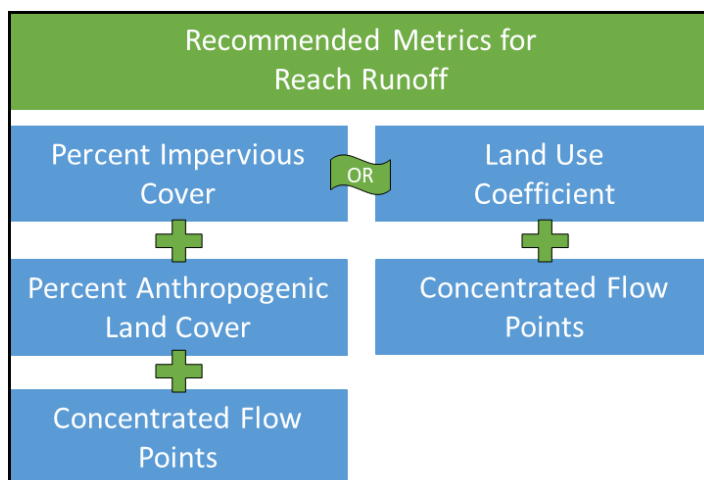 Recommended Metrics for
Reach Runoff
Percent Impervious
Cover
OR
Land Use
Coefficient
Percent Anthropogenic
Land Cover
Concentrated Flow
Points
Concentrated Flow
Points